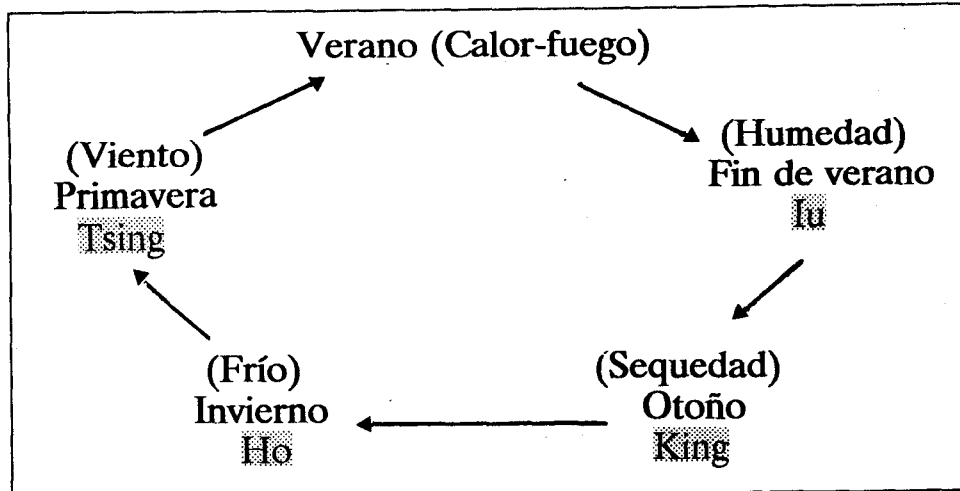 Verano (Calor-fuego)
(Humedad)
Fin de verano
Iu
(Sequedad)
Otoño
King
(Frío)
Invierno
Ho
(Viento)
Primavera
Tsing